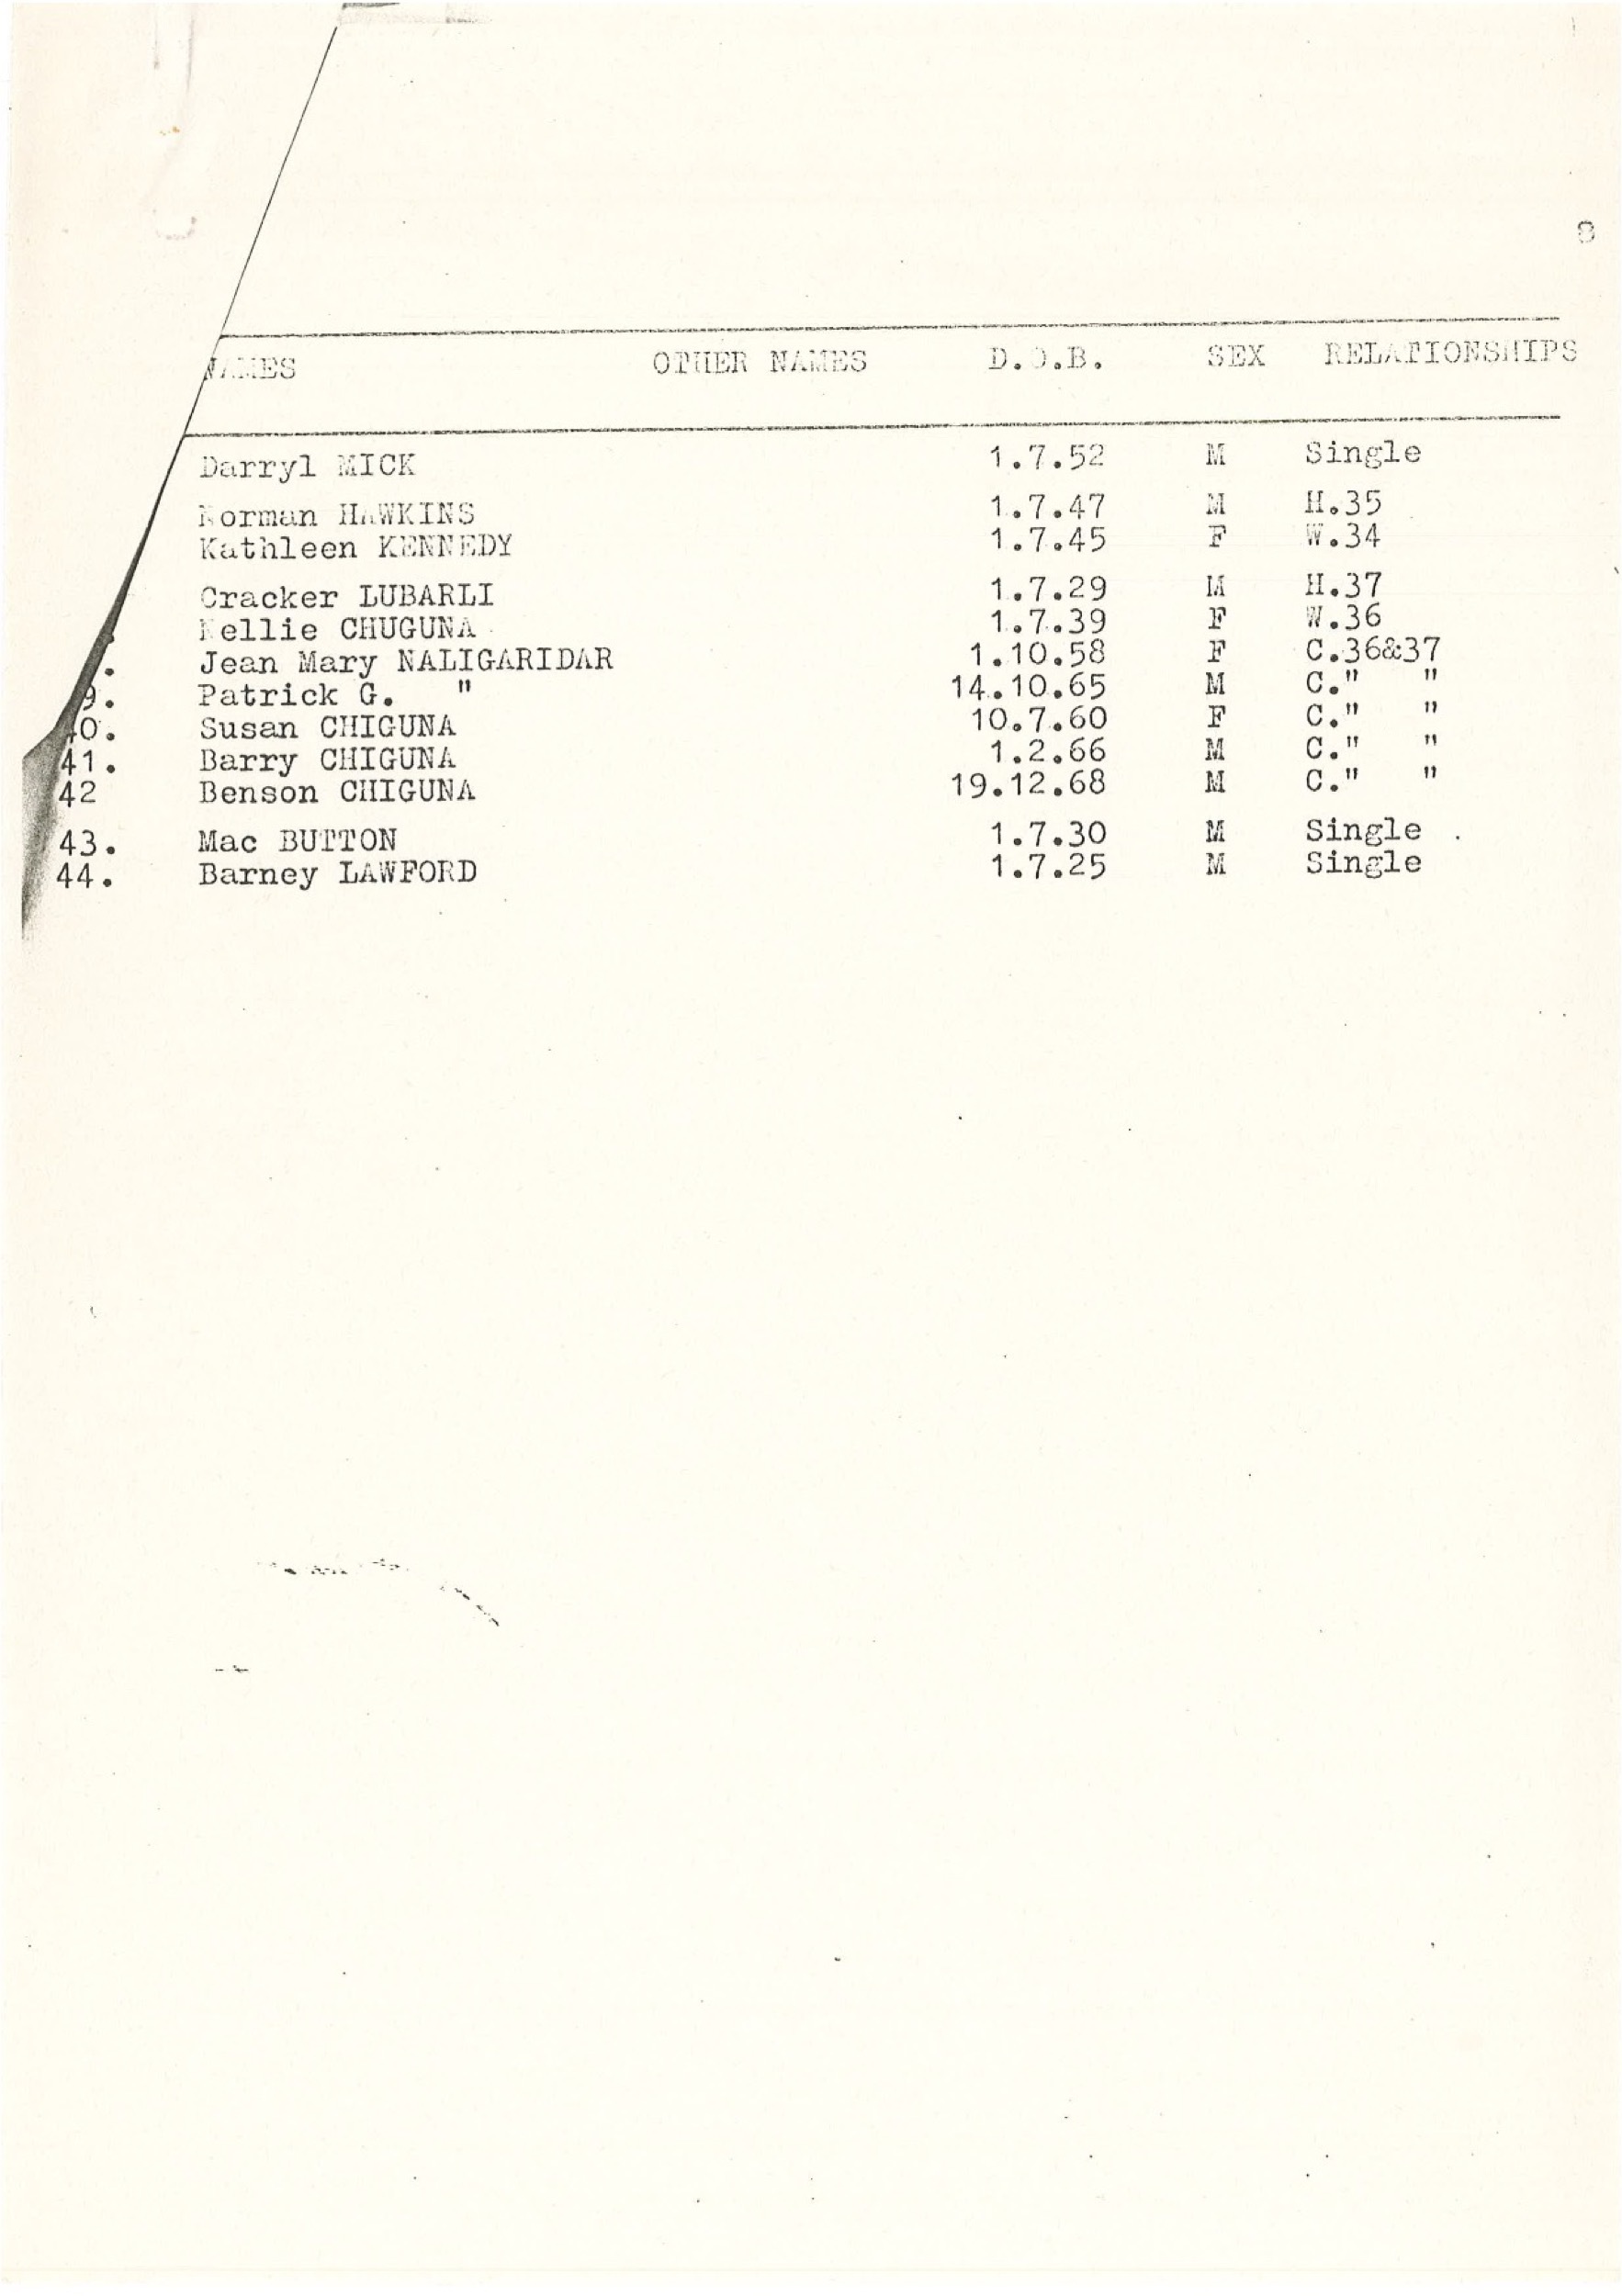 8
NAMES OTHER NAMES D.O.B. SEX RELATIONSHIPS
Darryl MICK 1.7.52 M Single
Norman HAWKINS 1.7.47 M H.35
Kathleen KENNEDY 1.7.45 F W.34
Cracker LUBARLI 1.7.29 M H.37
. Nellie CHUGUNA 1.7.39 F W.36
. Jean Mary NALIGARIDAR 1.10.58 F C.36&37
9. Patrick G. " 14.10.65 M C." "
40. Susan CHIGUNA 10.7.60 F C." "
41. Barry CHIGUNA 1.2.66 M C." "
42 Benson CHIGUNA 19.12.68 M C." "
43. Mac BUTTON 1.7.30 M Single .
44. Barney LAWFORD 1.7.25 M Single